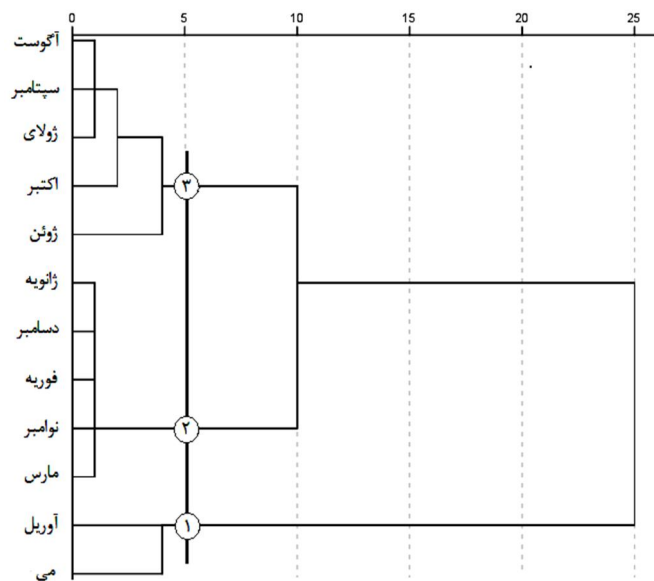 0 5 10 15 20 25
آگوست
سپتامبر
ژولای
اکتبر
۳
ژوئن
ژانویه
دسامبر
فوریه
نوامبر
۲
مارس
آوریل
۱
می